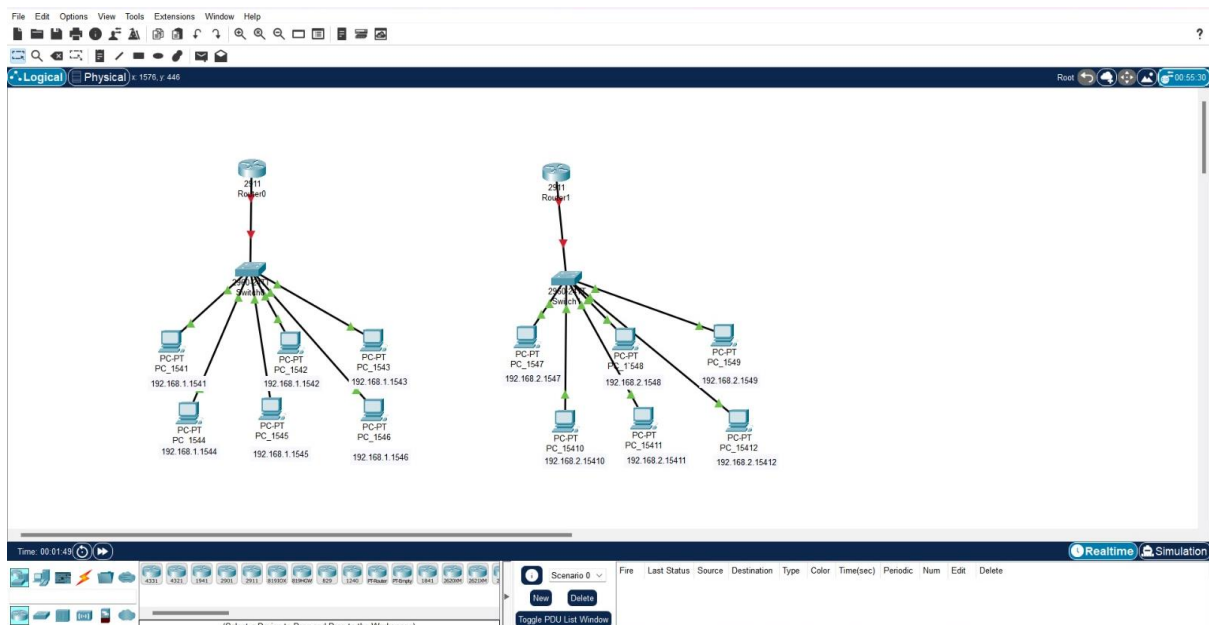 File Edit Options View Tools Extensions Window Help
?
Logical Physical x: 1576, y: 446
Root 00:55:30
2911
Router0
2911
Router1
Switch
PC-PT
PC_1541
192.168.1.1541
PC-PT
PC_1542
192.168.1.1542
PC-PT
PC_1543
192.168.1.1543
PC-PT
PC_1544
192.168.1.1544
PC-PT
PC_1545
192.168.1.1545
PC-PT
PC_1546
192.168.1.1546
PC-PT
PC_1547
192.168.2.1547
PC-PT
PC_1548
192.168.2.1548
PC-PT
PC_1549
192.168.2.1549
PC-PT
PC_15410
192.168.2.15410
PC-PT
PC_15411
192.168.2.15411
PC-PT
PC_15412
192.168.2.15412
Time: 00:01:49
Realtime Simulation
4331 4321 1941 2901 2911 819IOX 819HGW 829 1240 PT-Router PT-Empty 1841 2620XM 2621XM
Scenario 0
New Delete
Toggle PDU List Window
Fire Last Status Source Destination Type Color Time(sec) Periodic Num Edit Delete